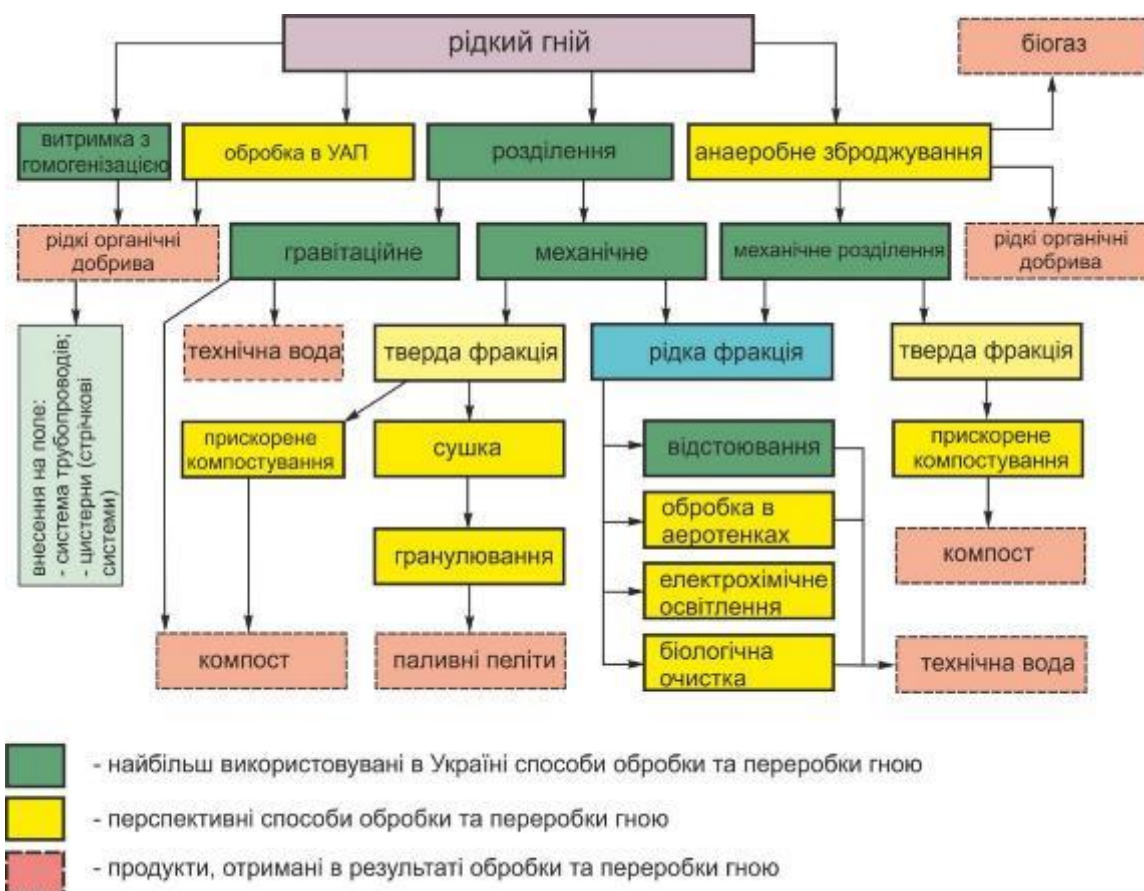 рідкий гній
біогаз
витримка з
гомогенізацією
обробка в УАП
розділення
анаеробне зброджування
рідкі органічні
добрива
гравітаційне
механічне
механічне розділення
рідкі органічні
добрива
внесення на поле:
- система трубопроводів;
- цистерни (стрічкові
системи)
технічна вода
тверда фракція
рідка фракція
тверда фракція
прискорене
компостування
сушка
відстоювання
прискорене
компостування
обробка в
аеротенках
гранулювання
компост
електрохімічне
освітлення
компост
паливні пеліти
біологічна
очистка
технічна вода
- найбільш використовувані в Україні способи обробки та переробки гною
- перспективні способи обробки та переробки гною
- продукти, отримані в результаті обробки та переробки гною